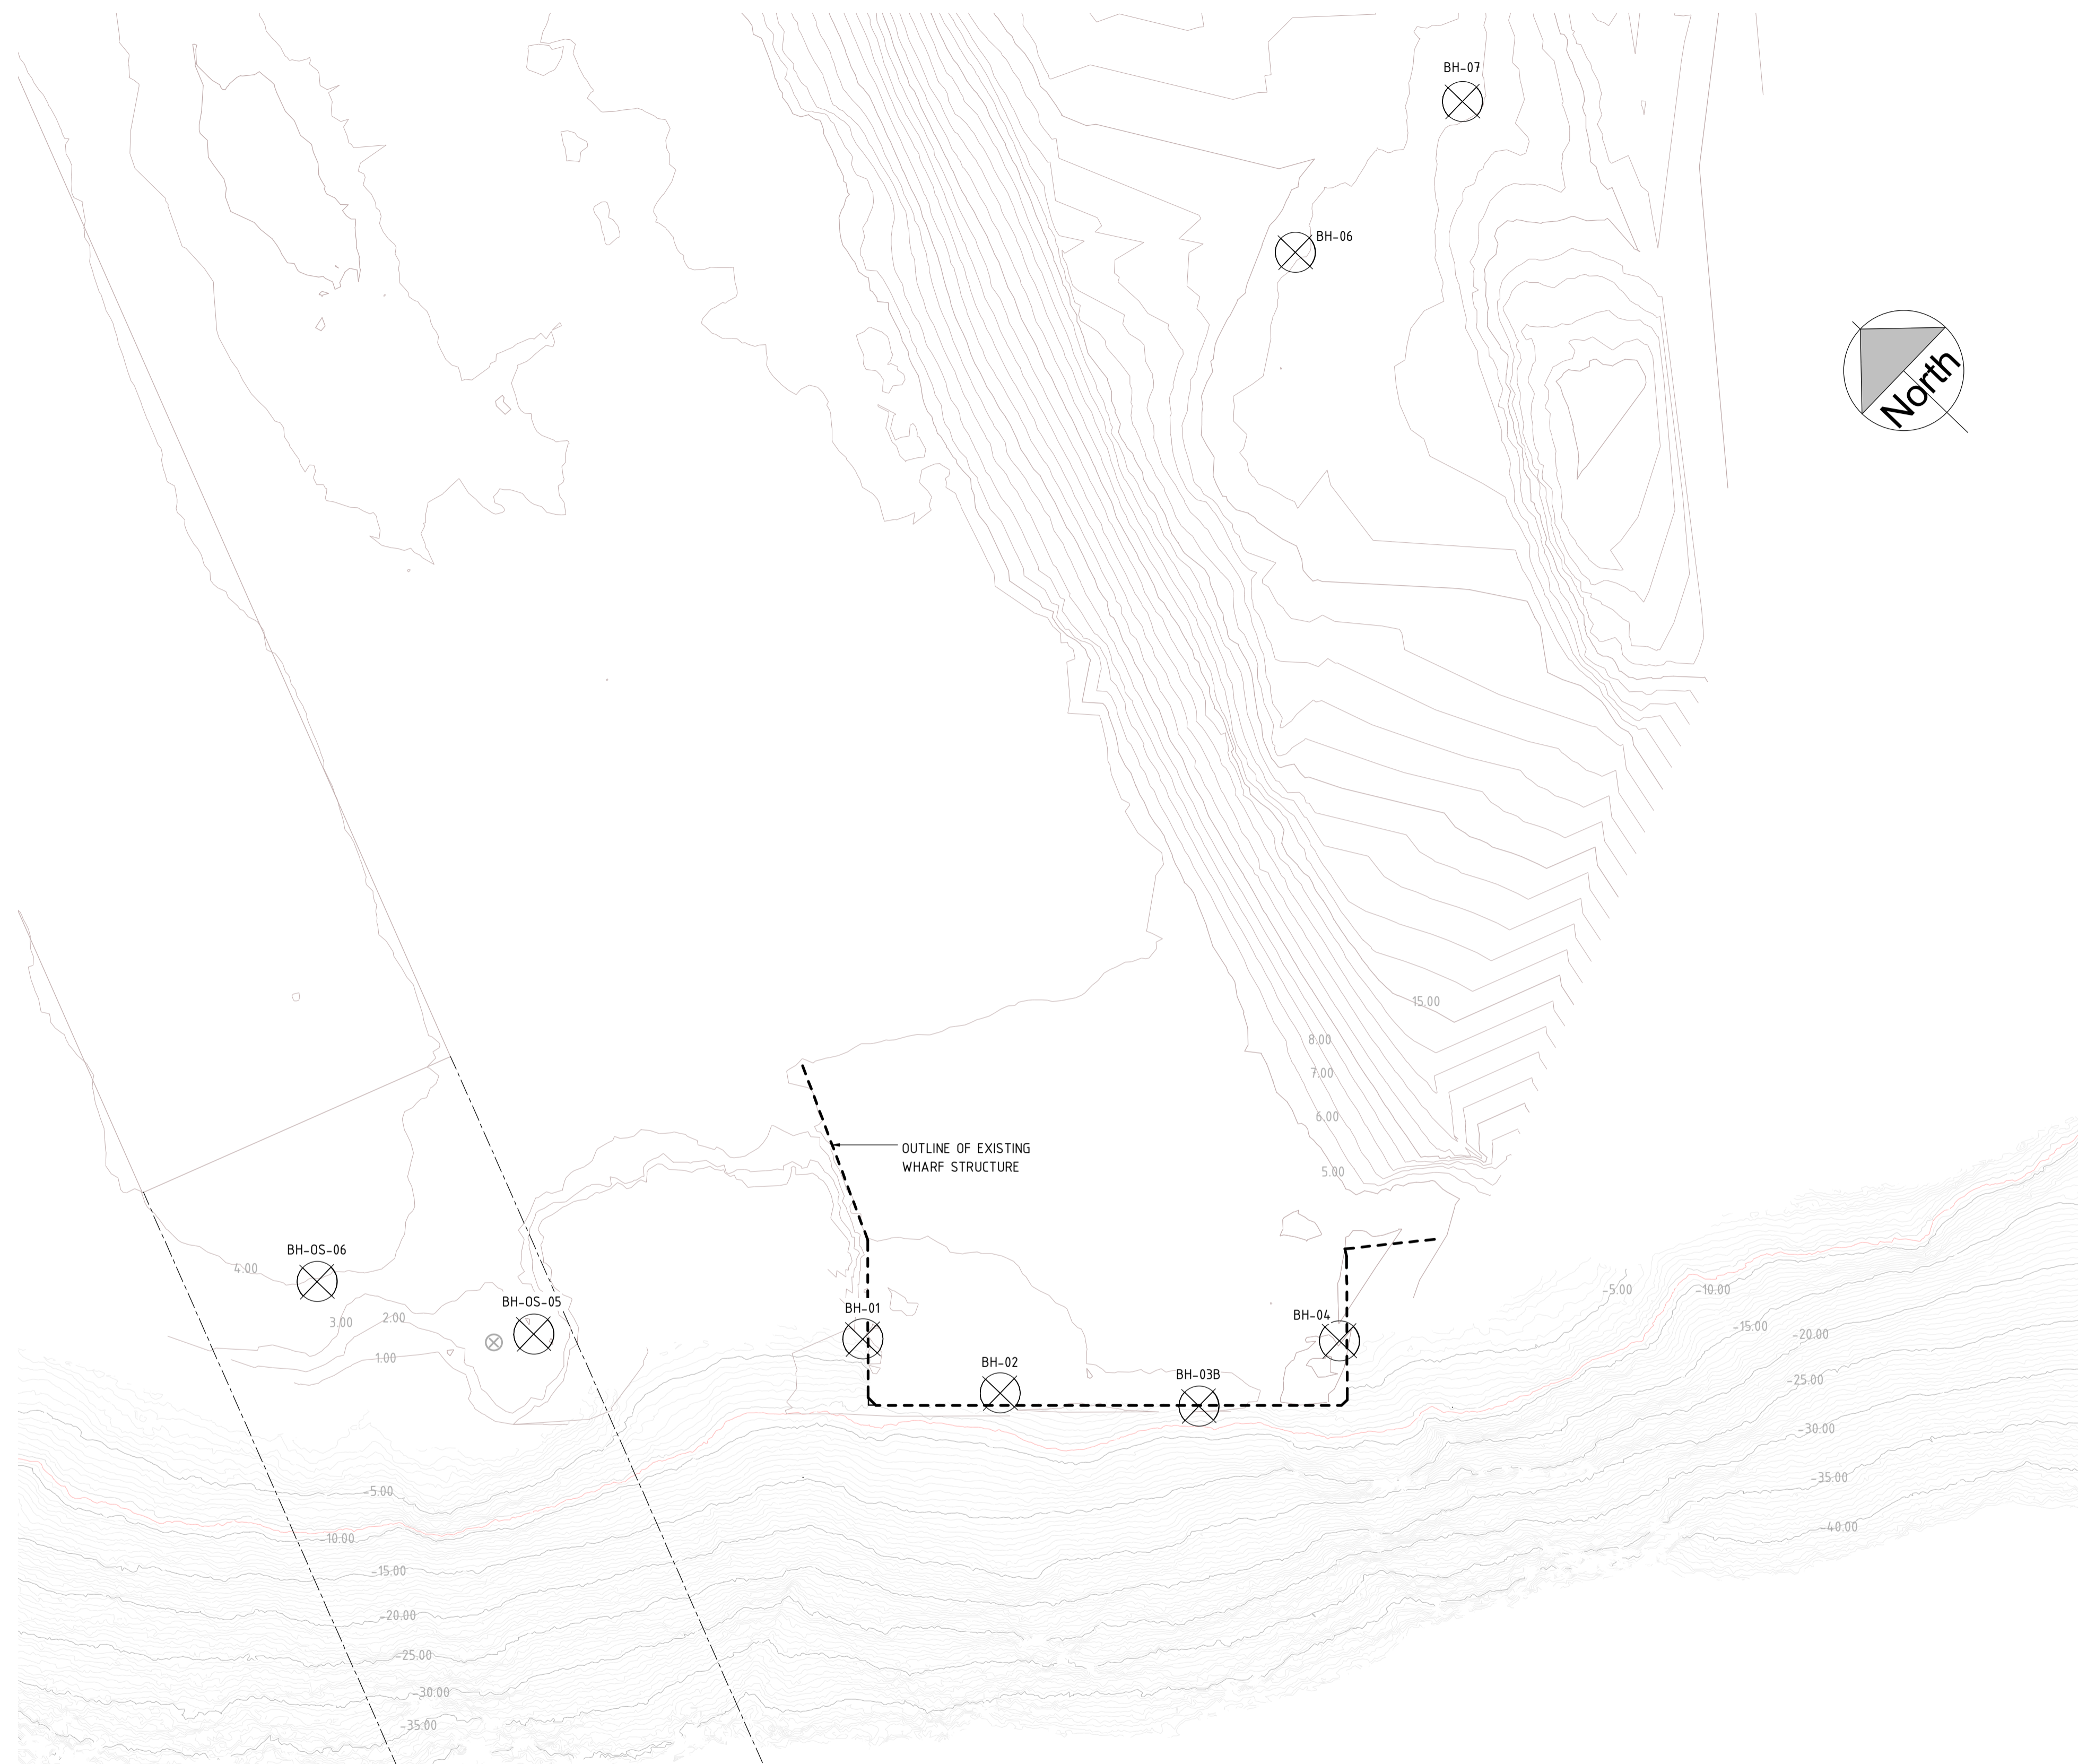 BH-07
BH-06
North
15.00
8.00
7.00
6.00
5.00
OUTLINE OF EXISTING
WHARF STRUCTURE
BH-OS-06
4.00
BH-OS-05
3.00
2.00
1.00
BH-01
BH-02
BH-03B
BH-04
-5.00
-10.00
-15.00
-20.00
-25.00
-30.00
-35.00
-40.00
-5.00
-10.00
-15.00
-20.00
-25.00
-30.00
-35.00